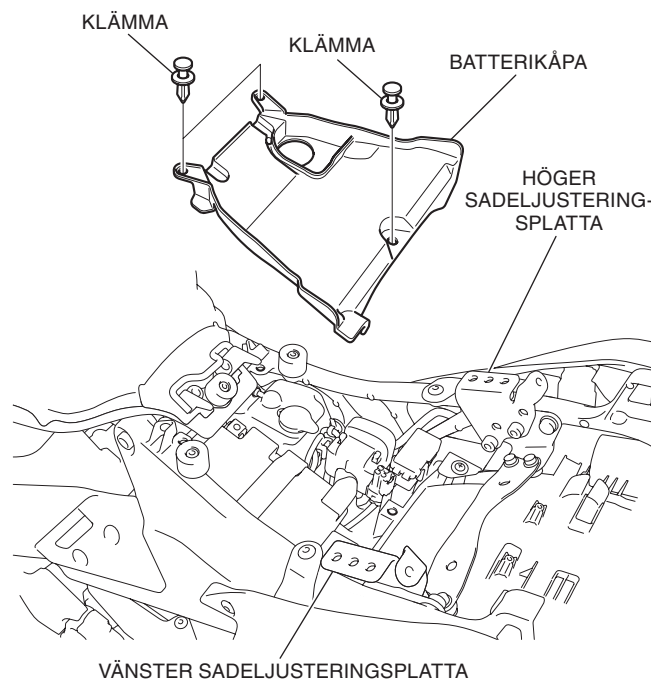 KLÄMMA
KLÄMMA
BATTERIKÅPA
HÖGER
SADELJUSTERING-
SPLATTA
VÄNSTER SADELJUSTERINGSPLATTA